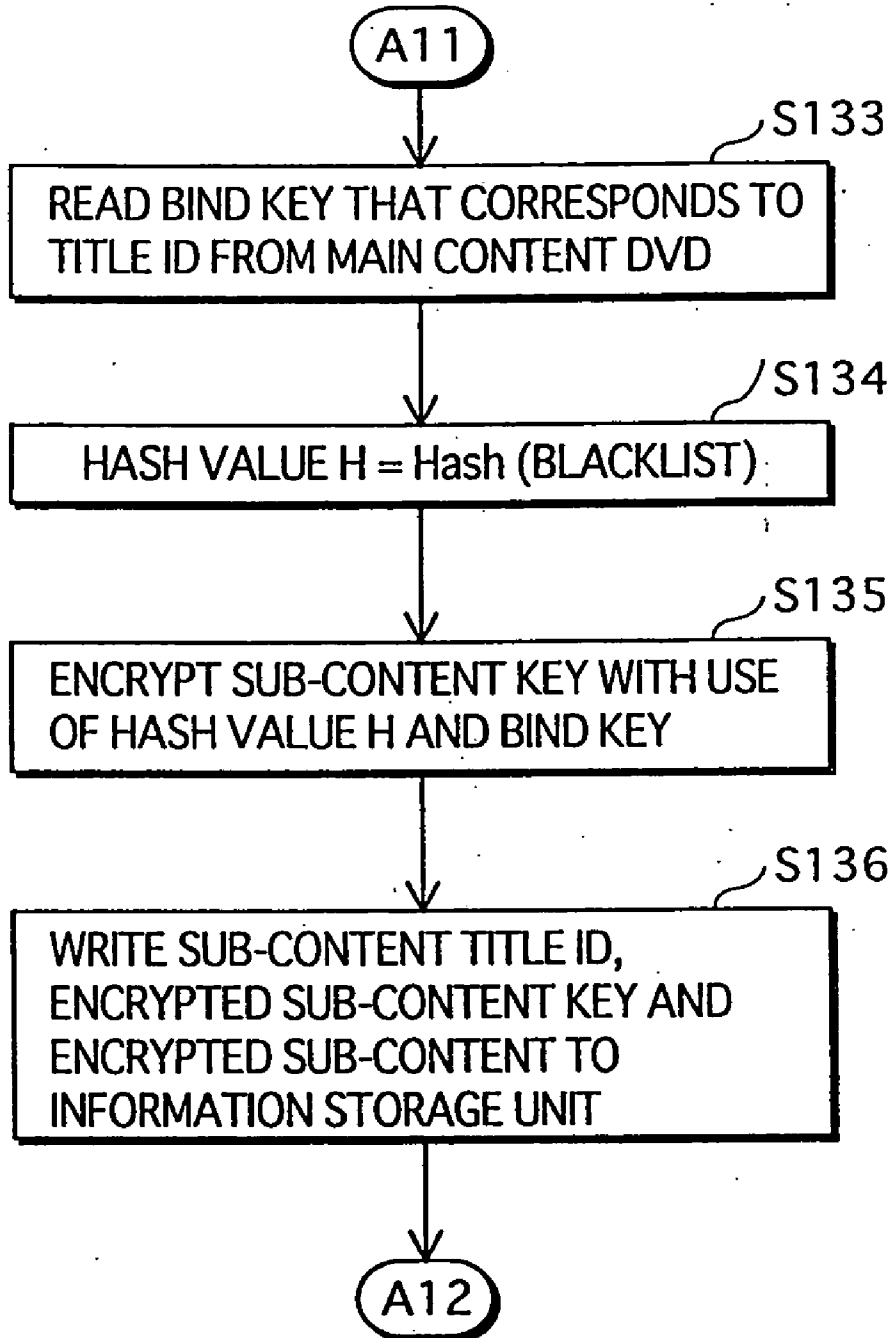 A11
S133
READ BIND KEY THAT CORRESPONDS TO
TITLE ID FROM MAIN CONTENT DVD
S134
HASH VALUE H = Hash (BLACKLIST)
S135
ENCRYPT SUB-CONTENT KEY WITH USE
OF HASH VALUE H AND BIND KEY
S136
WRITE SUB-CONTENT TITLE ID,
ENCRYPTED SUB-CONTENT KEY AND
ENCRYPTED SUB-CONTENT TO
INFORMATION STORAGE UNIT
A12